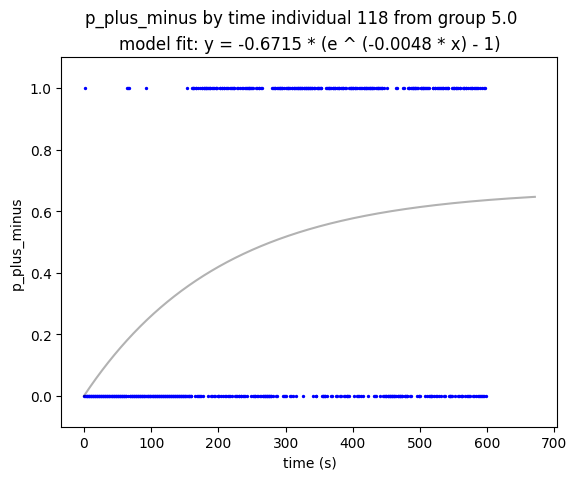 p_plus_minus by time individual 118 from group 5.0
model fit: y = -0.6715 * (e ^ (-0.0048 * x) - 1)
1.0
0.8
0.6
0.4
0.2
0.0
p_plus_minus
0 100 200 300 400 500 600 700
time (s)